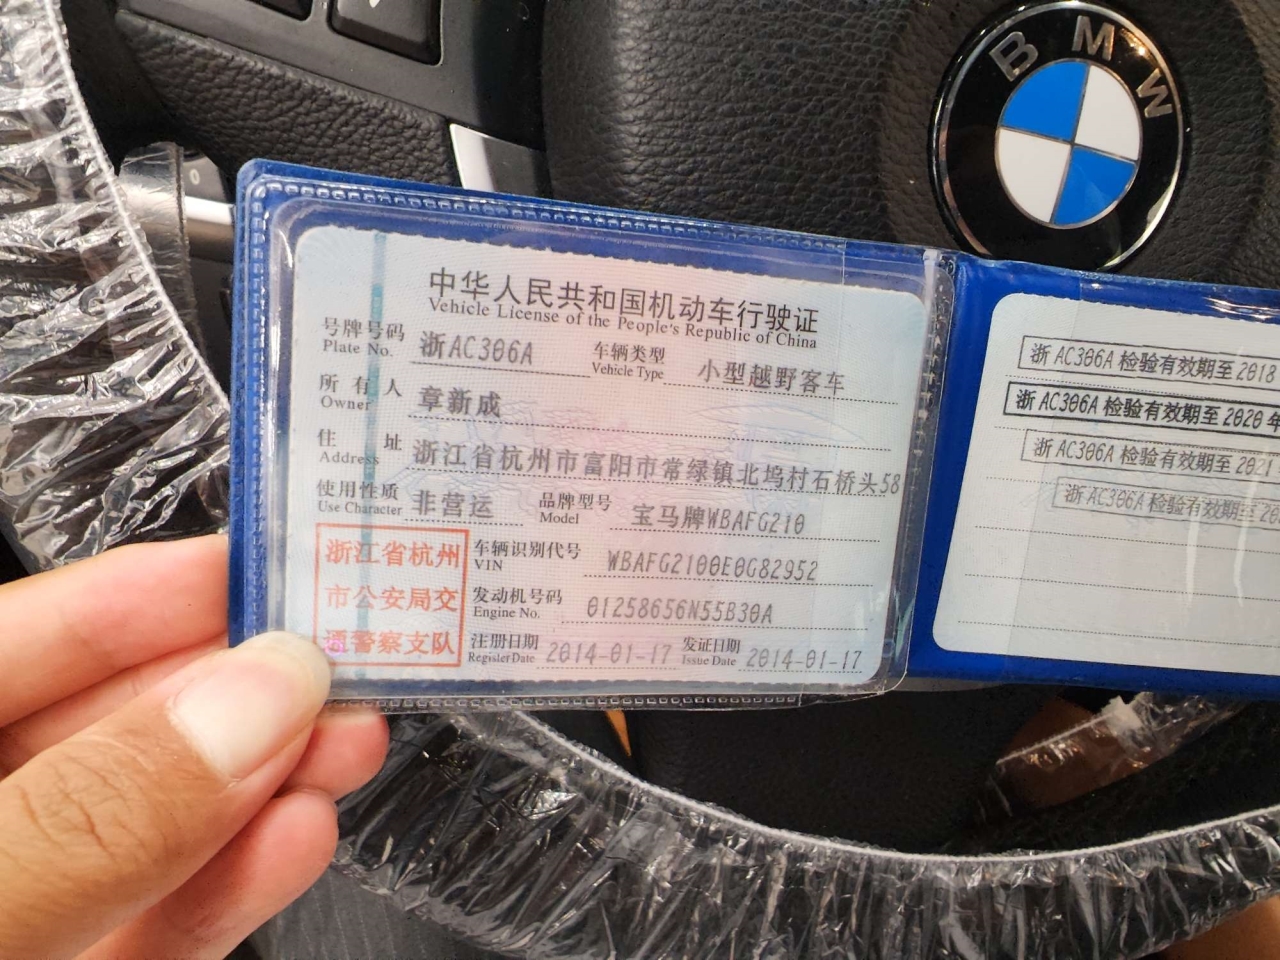 BMW
中华人民共和国机动车行驶证
Vehicle License of the People's Republic of China
号牌号码 浙AC306A 车辆类型 小型越野客车
Plate No. Vehicle Type
所有人 章新成
Owner
住址 浙江省杭州市富阳市常绿镇北坞村石桥头58
Address
使用性质 非营运 品牌型号 宝马牌WBAFG210
Use Character Model
浙江省杭州
市公安局交
通警察支队
车辆识别代号 WBAFG2100E0G82952
VIN
发动机号码 01258656N55B30A
Engine No.
注册日期 2014-01-17 发证日期 2014-01-17
Register Date Issue Date
浙AC306A检验有效期至2018
浙AC306A检验有效期至2020年
浙AC306A检验有效期至2021
浙AC306A检验有效期至20